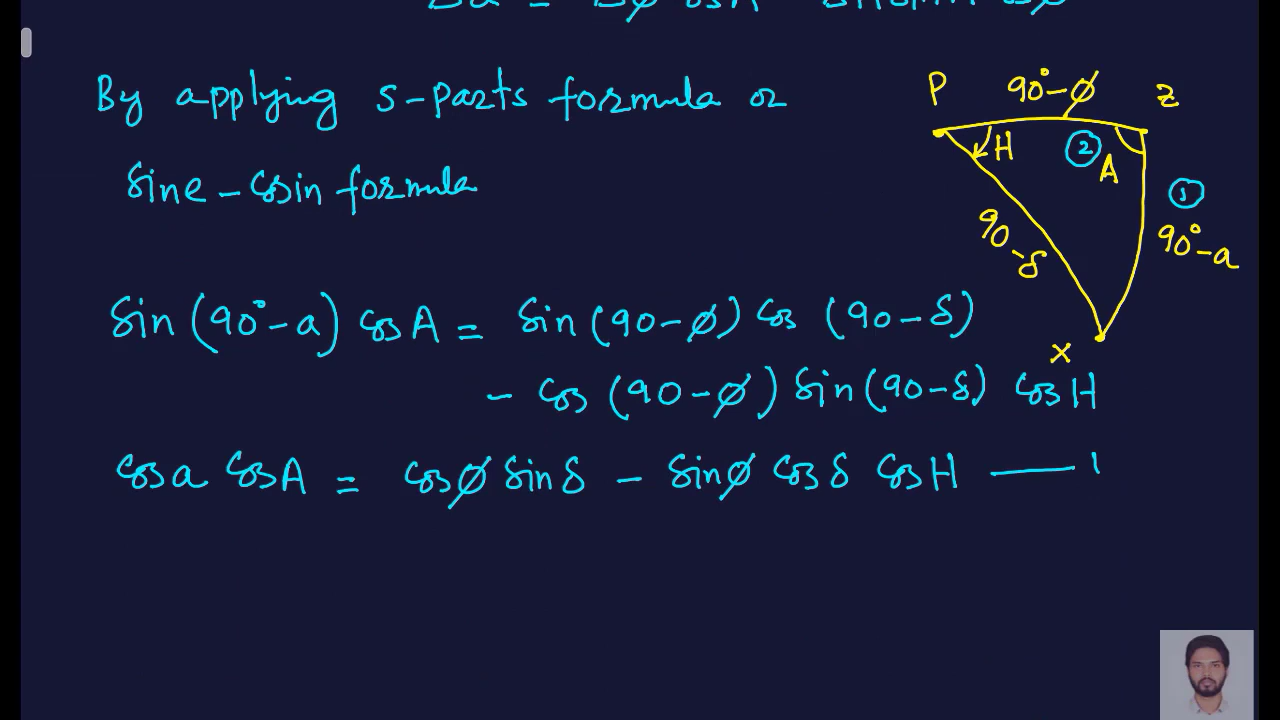 By applying 5-parts formula or
sine-cosin formula
P 90°-ϕ Z
H ② A
①
90-δ 90°-a
X
sin(90°-a) cosA = sin(90-ϕ) cos (90-δ)
- cos (90-ϕ) sin(90-δ) cosH
cosa cosA = cosϕ sinδ - sinϕ cosδ cosH —— 1